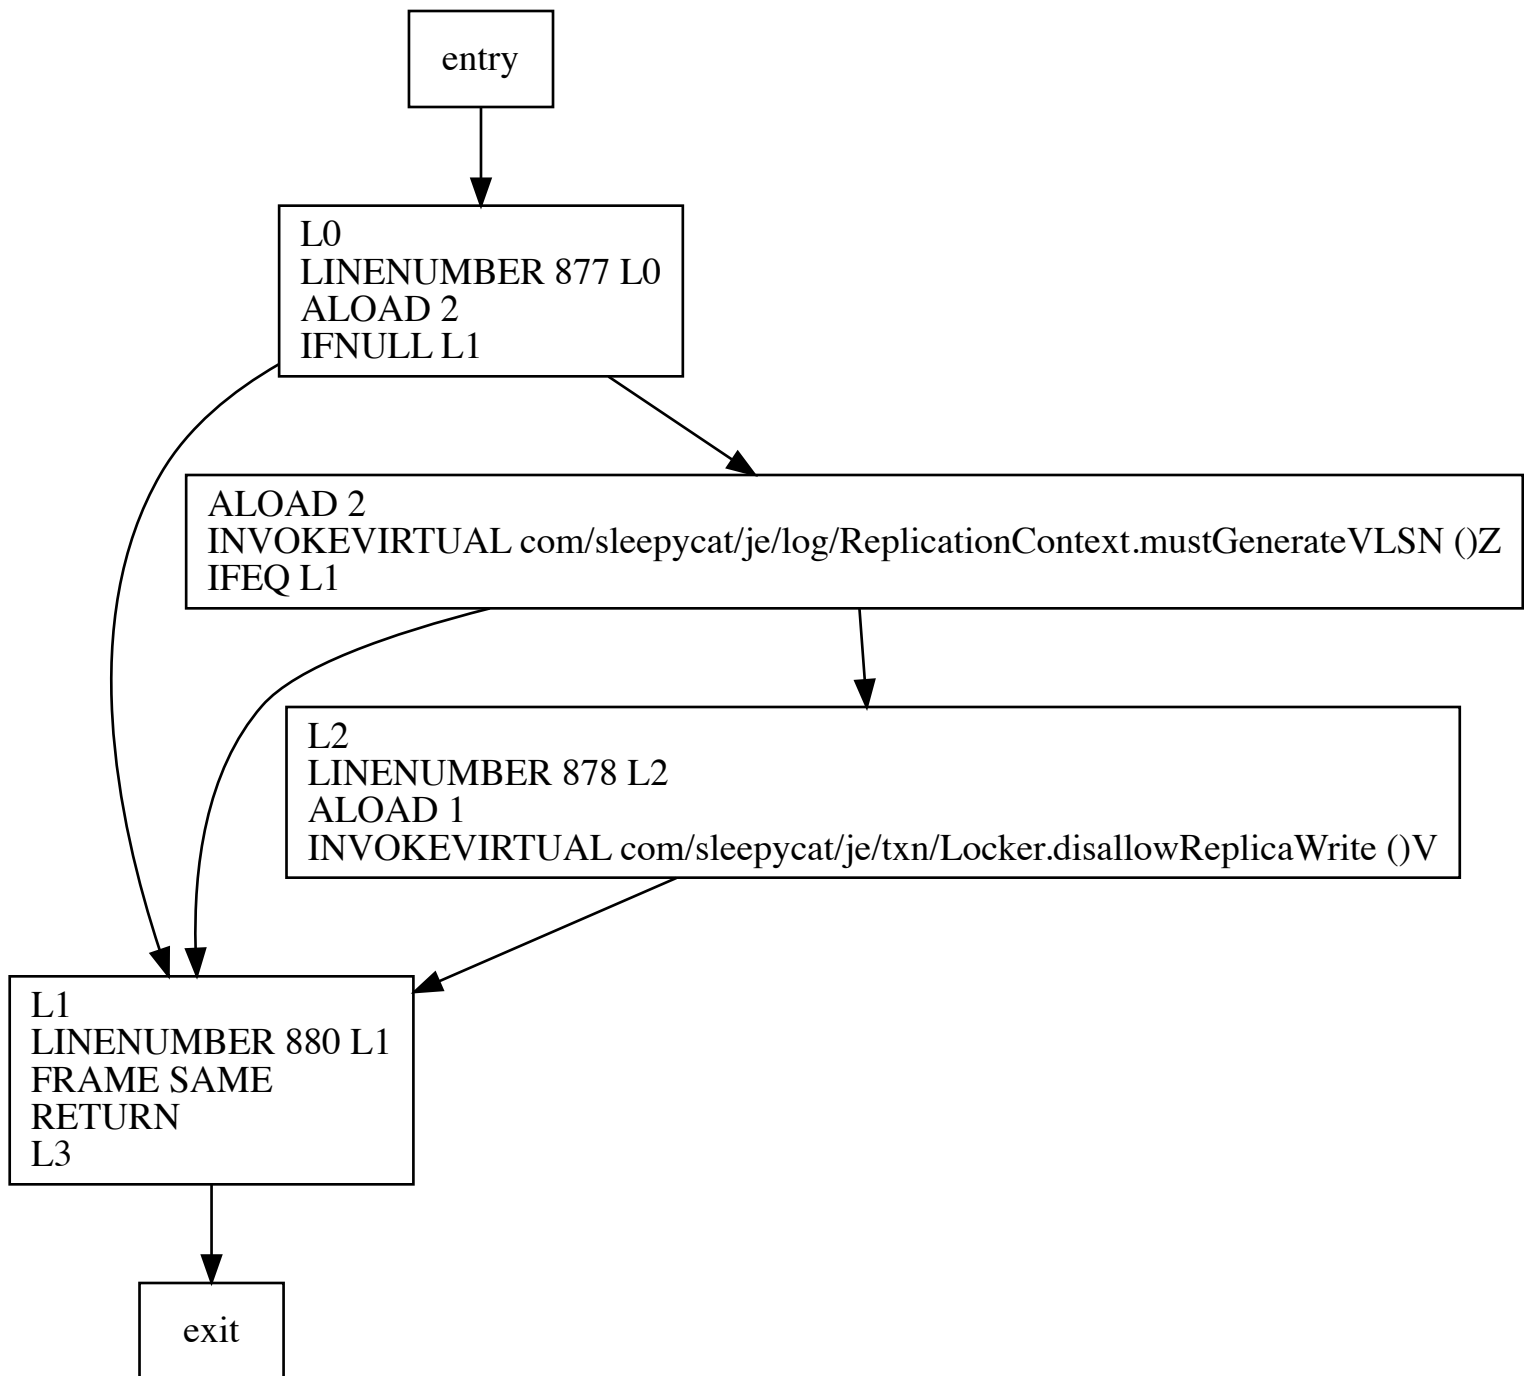 entry
L0
LINENUMBER 877 L0
ALOAD 2
IFNULL L1
ALOAD 2
INVOKEVIRTUAL com/sleepycat/je/log/ReplicationContext.mustGenerateVLSN ()Z
IFEQ L1
L2
LINENUMBER 878 L2
ALOAD 1
INVOKEVIRTUAL com/sleepycat/je/txn/Locker.disallowReplicaWrite ()V
L1
LINENUMBER 880 L1
FRAME SAME
RETURN
L3
exit